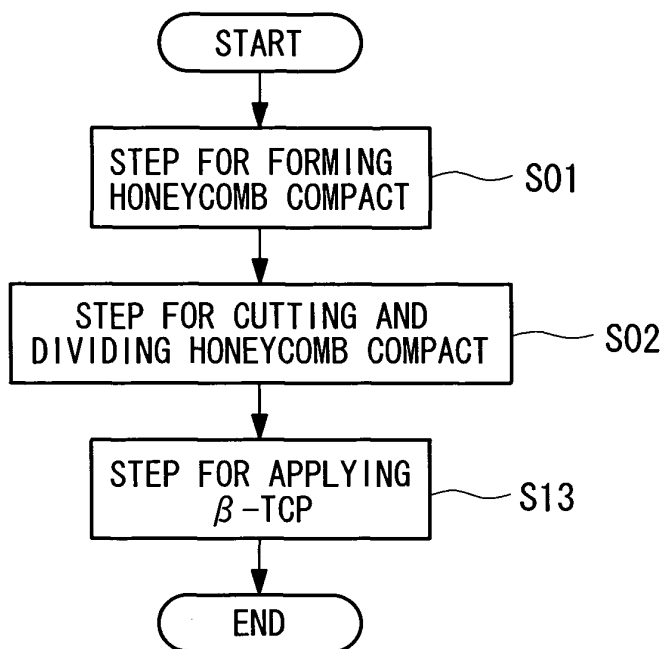 START
STEP FOR FORMING
HONEYCOMB COMPACT
S01
STEP FOR CUTTING AND
DIVIDING HONEYCOMB COMPACT
S02
STEP FOR APPLYING
β-TCP
S13
END